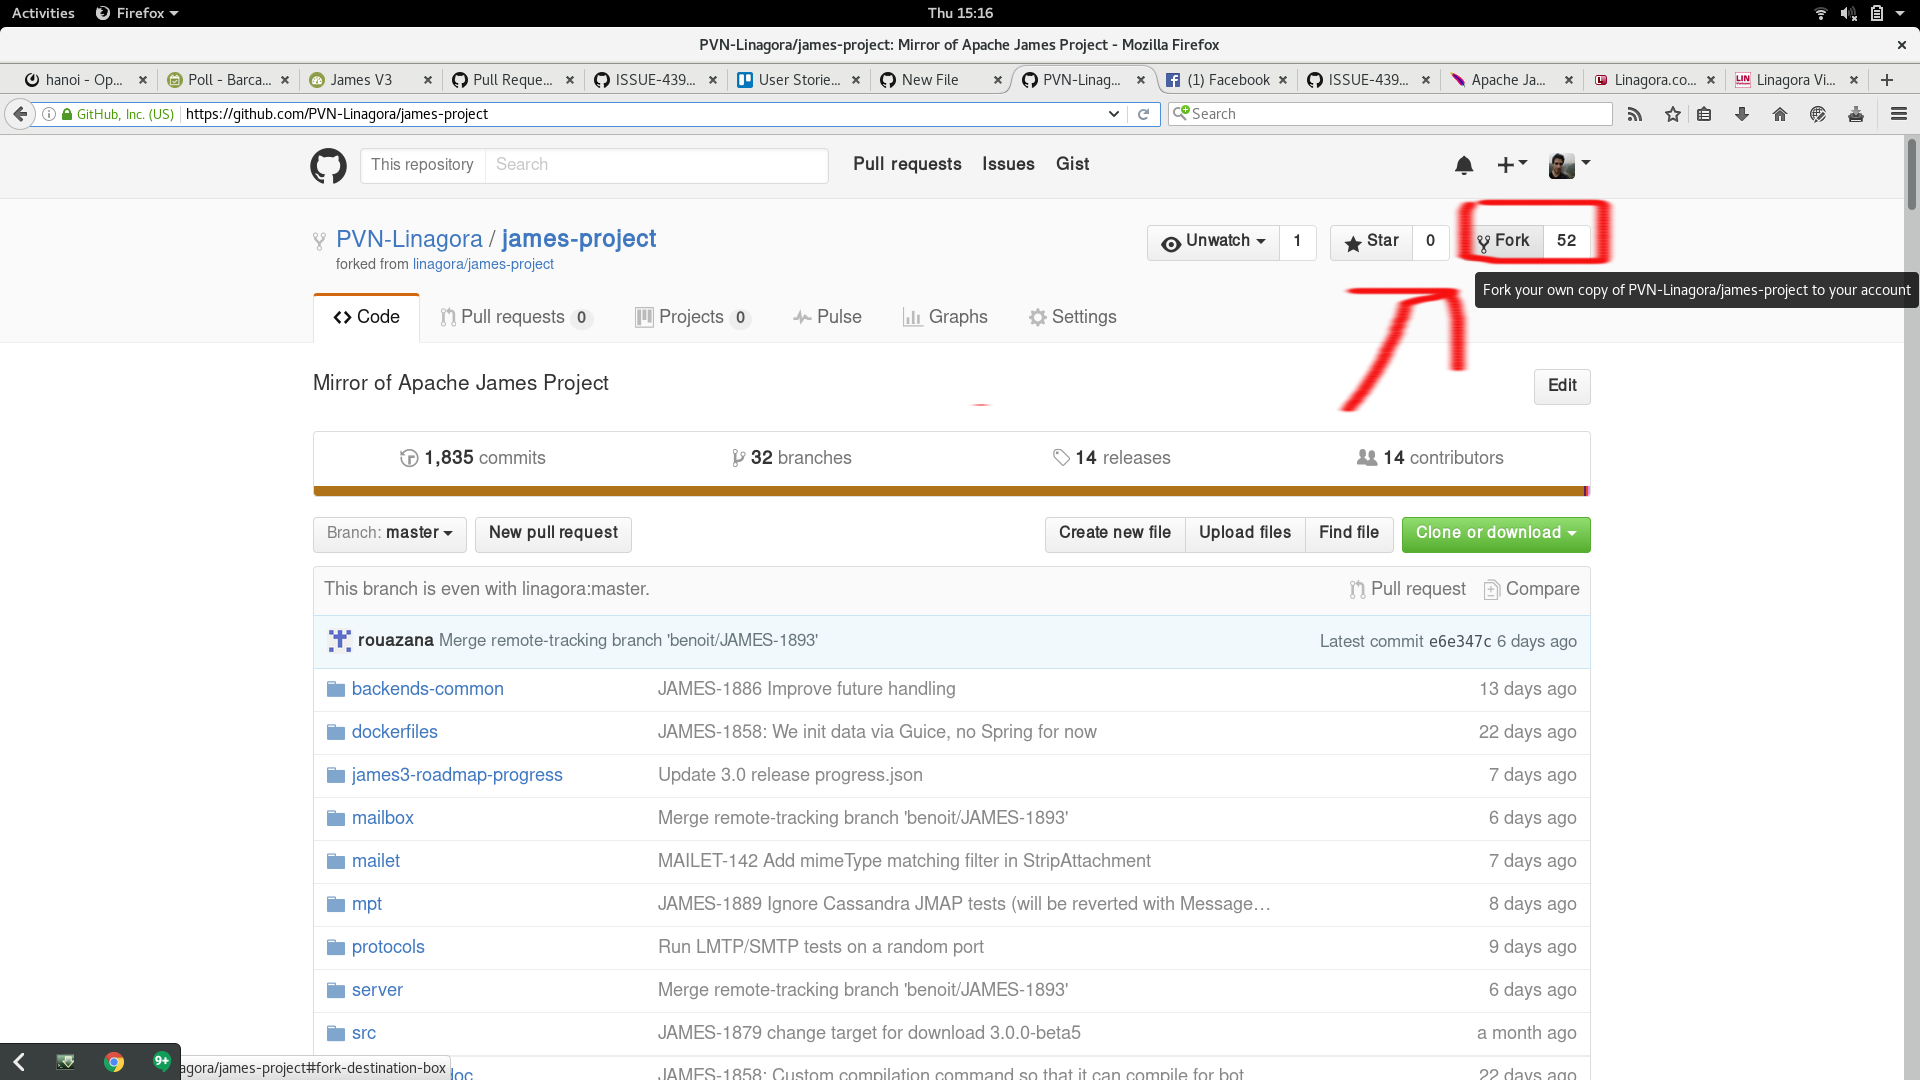 Activities Firefox Thu 15:16
PVN-Linagora/james-project: Mirror of Apache James Project - Mozilla Firefox
hanoi - Op... Poll - Barca... James V3 Pull Reque... ISSUE-439... User Storie... New File PVN-Linag... (1) Facebook ISSUE-439... Apache Ja... Linagora.co... LIN Linagora Vi...
GitHub, Inc. (US) https://github.com/PVN-Linagora/james-project Search
This repository Search Pull requests Issues Gist
PVN-Linagora / james-project Unwatch 1 Star 0 Fork 52
forked from linagora/james-project
Fork your own copy of PVN-Linagora/james-project to your account
Code Pull requests 0 Projects 0 Pulse Graphs Settings
Mirror of Apache James Project Edit
1,835 commits 32 branches 14 releases 14 contributors
Branch: master New pull request Create new file Upload files Find file Clone or download
This branch is even with linagora:master. Pull request Compare
rouazana Merge remote-tracking branch 'benoit/JAMES-1893' Latest commit e6e347c 6 days ago
backends-common JAMES-1886 Improve future handling 13 days ago
dockerfiles JAMES-1858: We init data via Guice, no Spring for now 22 days ago
james3-roadmap-progress Update 3.0 release progress.json 7 days ago
mailbox Merge remote-tracking branch 'benoit/JAMES-1893' 6 days ago
mailet MAILET-142 Add mimeType matching filter in StripAttachment 7 days ago
mpt JAMES-1889 Ignore Cassandra JMAP tests (will be reverted with Message… 8 days ago
protocols Run LMTP/SMTP tests on a random port 9 days ago
server Merge remote-tracking branch 'benoit/JAMES-1893' 6 days ago
src JAMES-1879 change target for download 3.0.0-beta5 a month ago
9+ agora/james-project#fork-destination-box JAMES-1858: Custom compilation command so that it can compile for bot 22 days ago